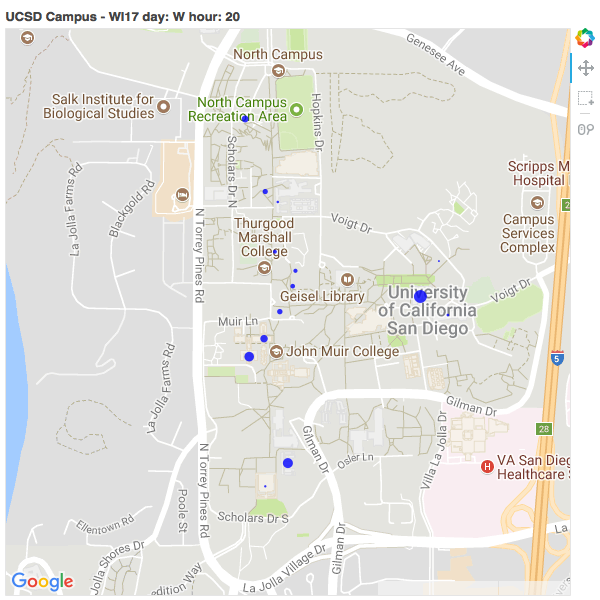 UCSD Campus - WI17 day: W hour: 20
Genesee Ave
North Campus
Salk Institute for
Biological Studies
North Campus
Recreation Area
Hopkins Dr
Scholars Dr N
Scripps M
Hospital
La Jolla Farms Rd
Blackgold Rd
2
Campus
Services
Complex
N Torrey Pines Rd
Voigt Dr
Thurgood
Marshall
College
Geisel Library
University
of California
San Diego
Voigt Dr
Muir Ln
John Muir College
5
La Jolla Farms Rd
Gilman Dr
28
Gilman Dr
Osler Ln
Villa La Jolla Dr
N Torrey Pines Rd
VA San Dieg
Healthcare S
Poole St
Ellentown Rd
Scholars Dr S
La
Gilman Dr
La Jolla Village Dr
Jolla Shores Dr
edition Way
Google